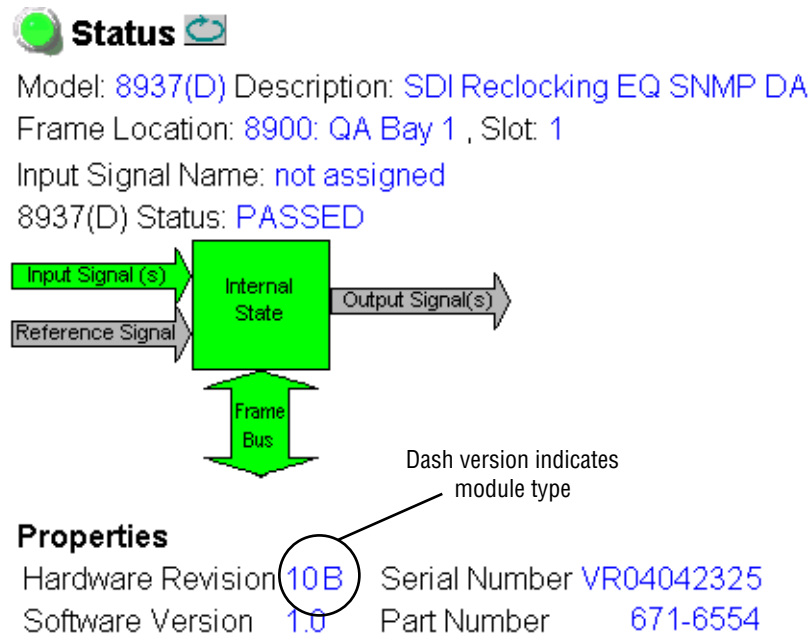 Status
Model: 8937(D) Description: SDI Reclocking EQ SNMP DA
Frame Location: 8900: QA Bay 1 , Slot: 1
Input Signal Name: not assigned
8937(D) Status: PASSED
Input Signal (s)
Internal
State
Output Signal(s)
Reference Signal
Frame
Bus
Dash version indicates
module type
Properties
Hardware Revision 10B Serial Number VR04042325
Software Version 1.0 Part Number 671-6554